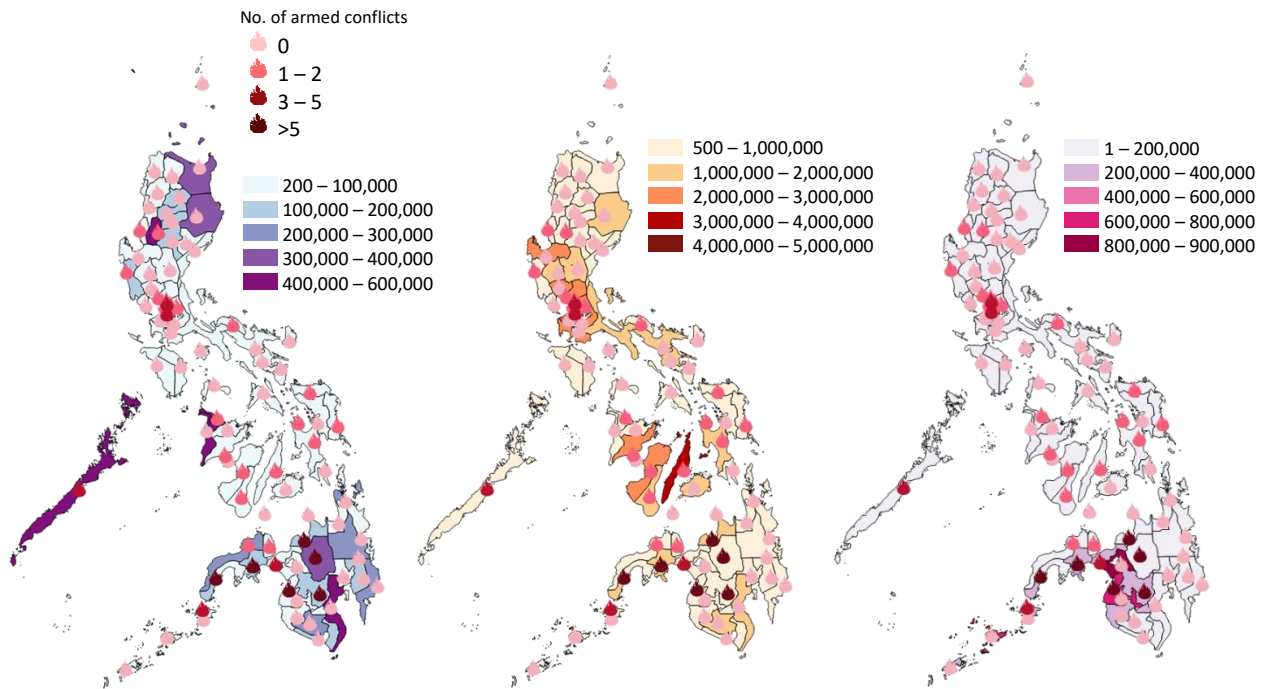 No. of armed conflicts
0
1 – 2
3 – 5
>5
`
200 – 100,000
100,000 – 200,000
200,000 – 300,000
300,000 – 400,000
400,000 – 600,000
500 – 1,000,000
1,000,000 – 2,000,000
2,000,000 – 3,000,000
3,000,000 – 4,000,000
4,000,000 – 5,000,000
1 – 200,000
200,000 – 400,000
400,000 – 600,000
600,000 – 800,000
800,000 – 900,000